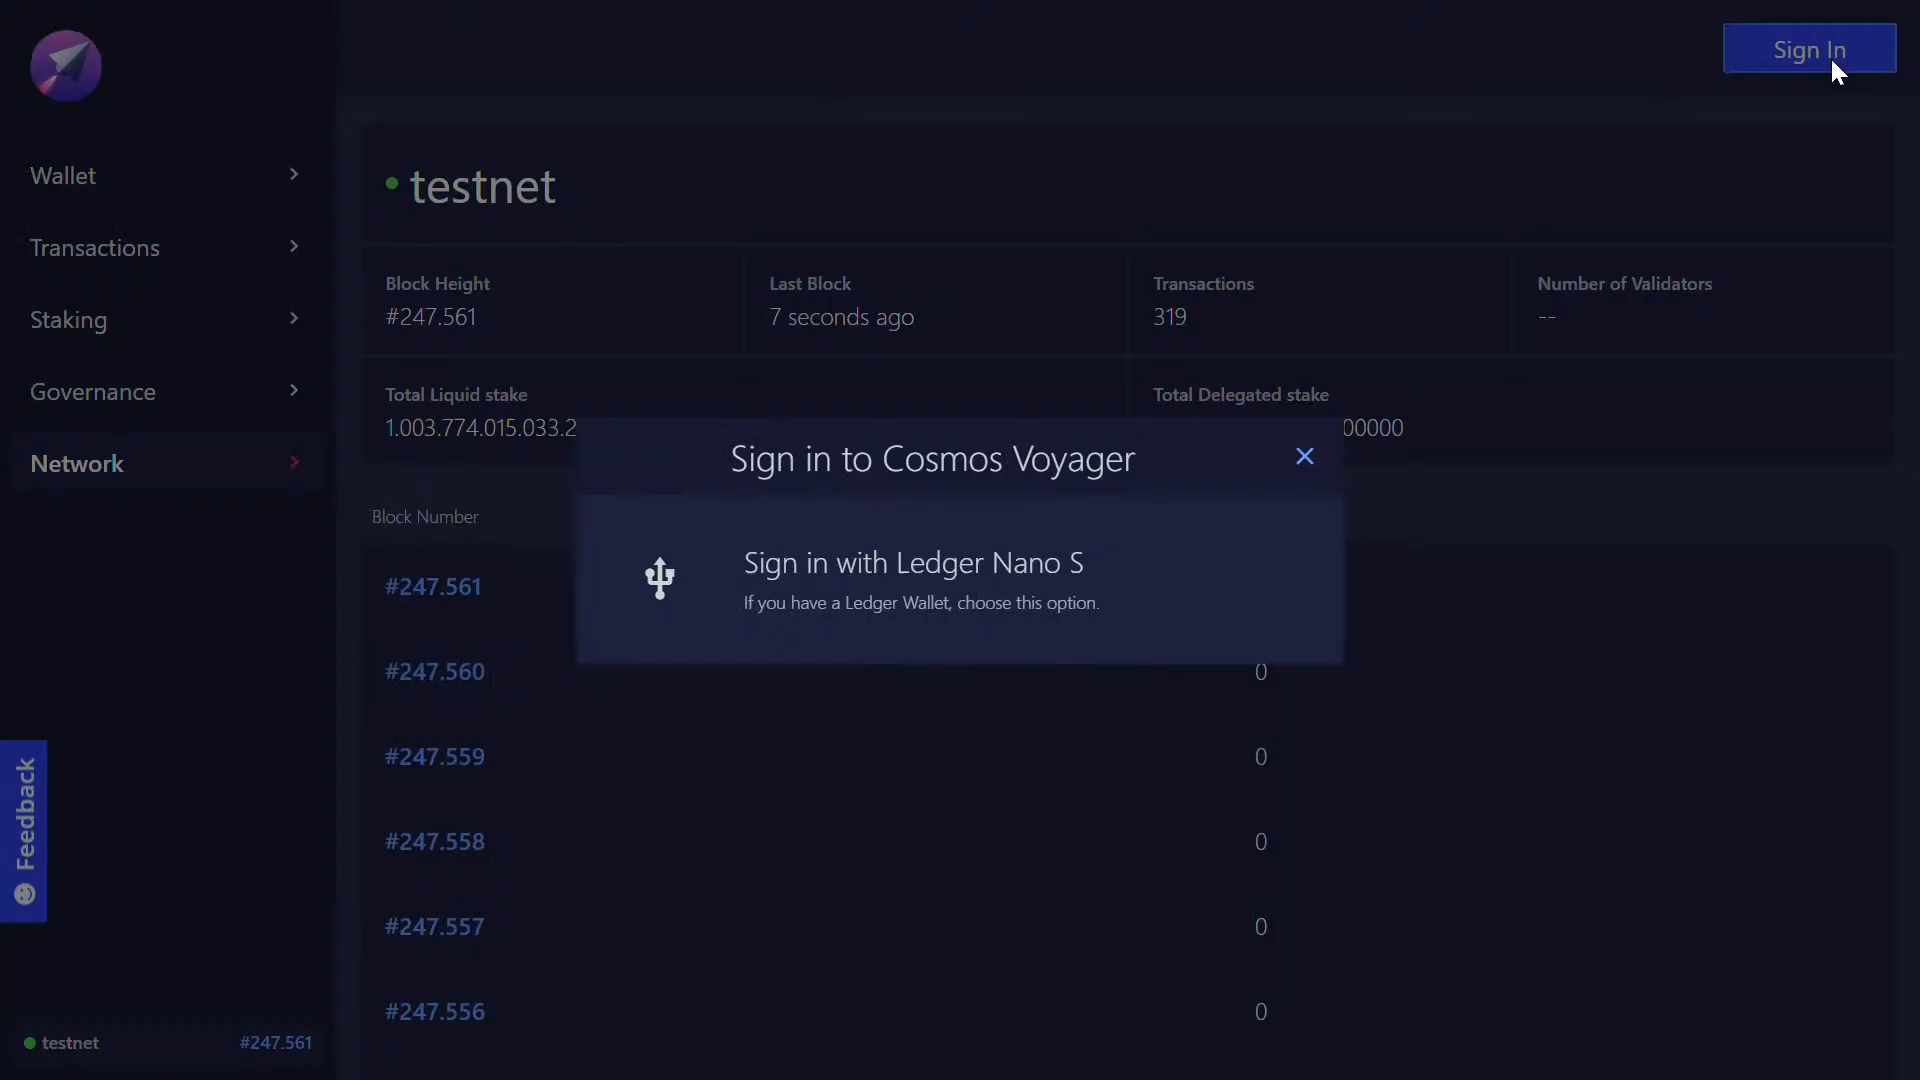 Sign In
Wallet
Transactions
Staking
Governance
Network
testnet
Block Height
#247.561
Last Block
7 seconds ago
Transactions
319
Number of Validators
--
Total Liquid stake
1.003.774.015.033.2
Total Delegated stake
00000
Sign in to Cosmos Voyager
Sign in with Ledger Nano S
If you have a Ledger Wallet, choose this option.
Block Number
#247.561
#247.560
0
#247.559
0
#247.558
0
#247.557
0
#247.556
0
Feedback
testnet
#247.561